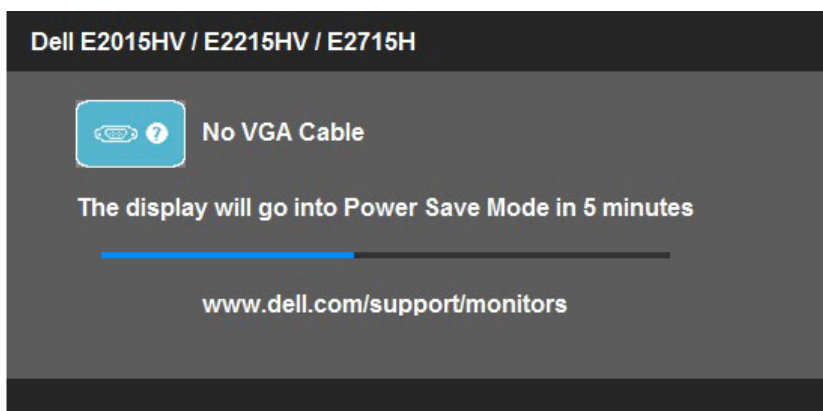 Dell E2015HV / E2215HV / E2715H
No VGA Cable
The display will go into Power Save Mode in 5 minutes
www.dell.com/support/monitors